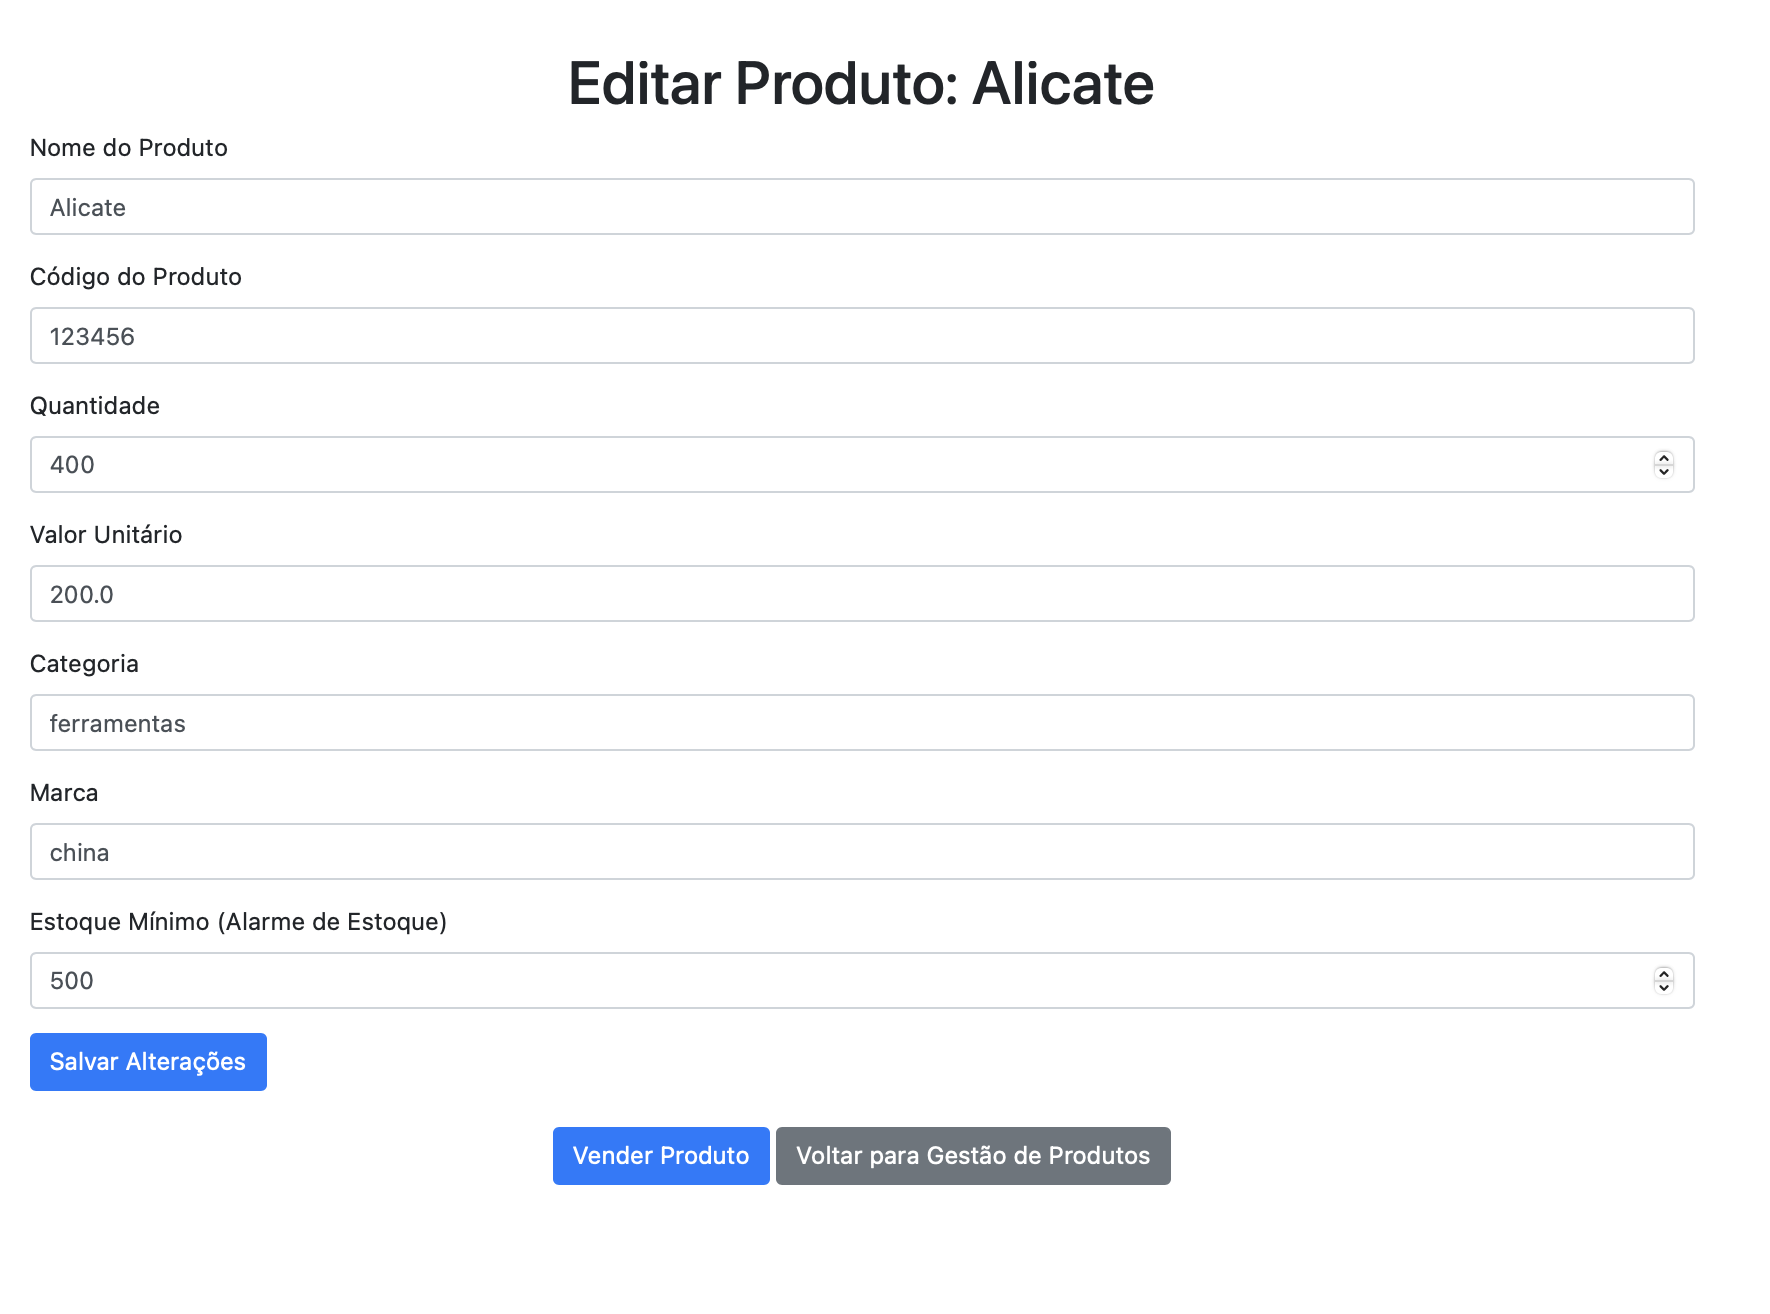 Editar Produto: Alicate
Nome do Produto
Alicate
Código do Produto
123456
Quantidade
400
Valor Unitário
200.0
Categoria
ferramentas
Marca
china
Estoque Mínimo (Alarme de Estoque)
500
Salvar Alterações
Vender Produto Voltar para Gestão de Produtos